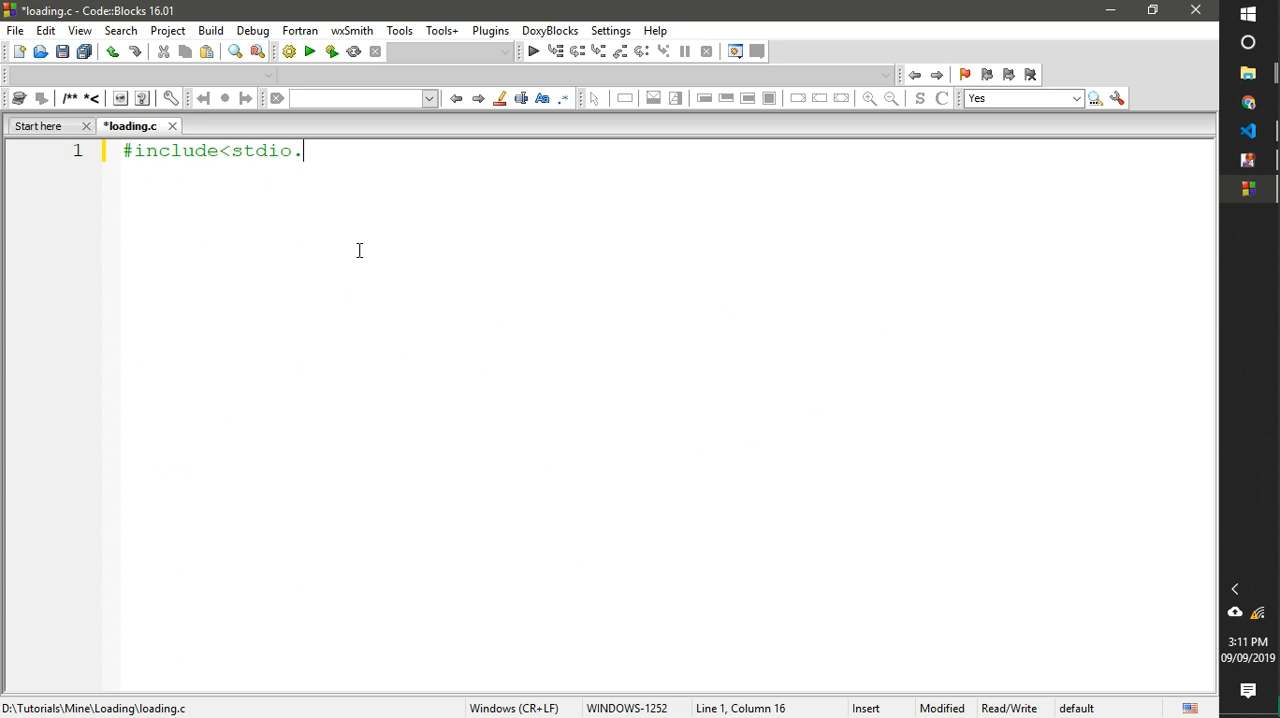 *loading.c - Code::Blocks 16.01
File Edit View Search Project Build Debug Fortran wxSmith Tools Tools+ Plugins DoxyBlocks Settings Help
/** *< Aa .* S C Yes
Start here *loading.c
1 #include<stdio.
3:11 PM
09/09/2019
D:\Tutorials\Mine\Loading\loading.c Windows (CR+LF) WINDOWS-1252 Line 1, Column 16 Insert Modified Read/Write default